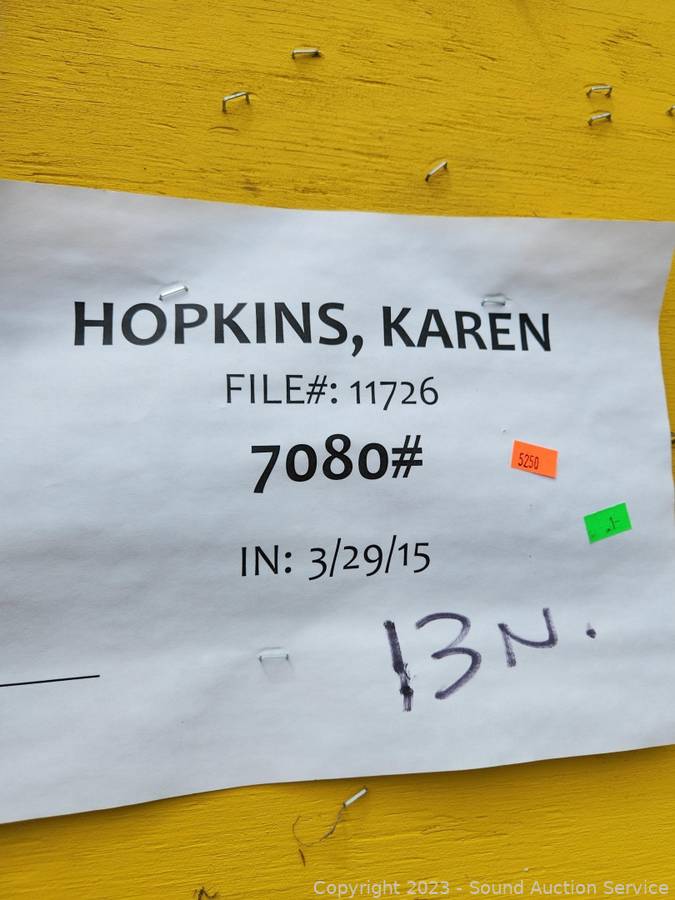 HOPKINS, KAREN
FILE#: 11726
7080#
5250
IN: 3/29/15
13N.
Copyright 2023 - Sound Auction Service